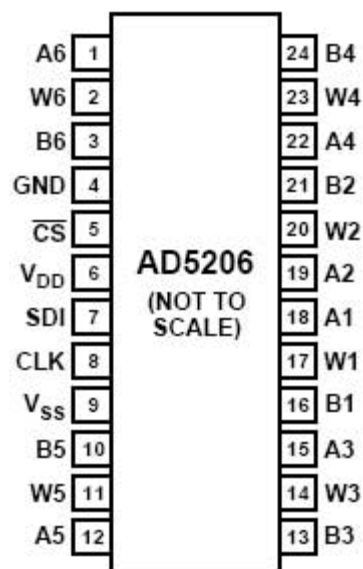 A6 1
W6 2
B6 3
GND 4
CS 5
VDD 6
SDI 7
CLK 8
VSS 9
B5 10
W5 11
A5 12
AD5206
(NOT TO
SCALE)
24 B4
23 W4
22 A4
21 B2
20 W2
19 A2
18 A1
17 W1
16 B1
15 A3
14 W3
13 B3